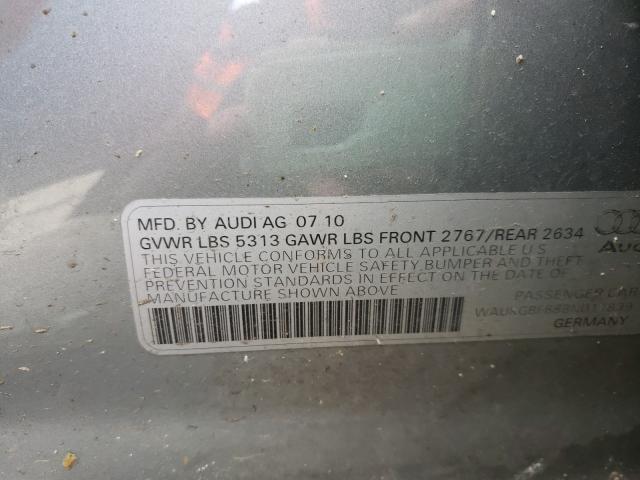 MFD. BY AUDI AG 07 10
GVWR LBS 5313 GAWR LBS FRONT 2767/REAR 2634
THIS VEHICLE CONFORMS TO ALL APPLICABLE U S
FEDERAL MOTOR VEHICLE SAFETY BUMPER AND THEFT
PREVENTION STANDARDS IN EFFECT ON THE DATE OF
MANUFACTURE SHOWN ABOVE
PASSENGER CAR
GERMANY